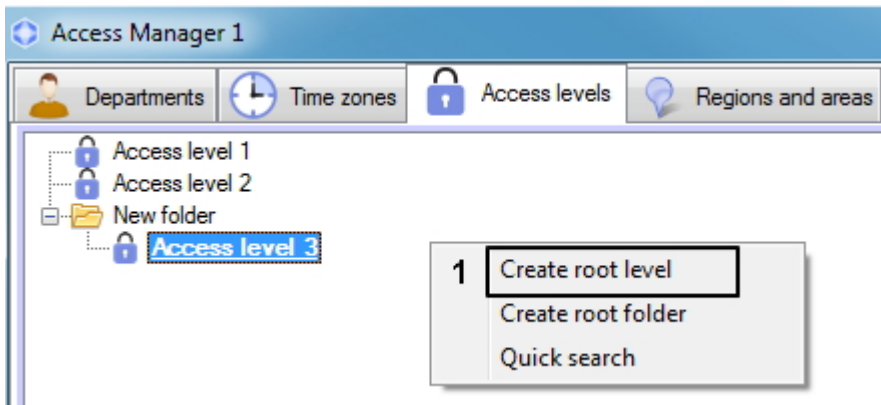 Access Manager 1
Departments Time zones Access levels Regions and areas
Access level 1
Access level 2
New folder
Access level 3
1 Create root level
Create root folder
Quick search